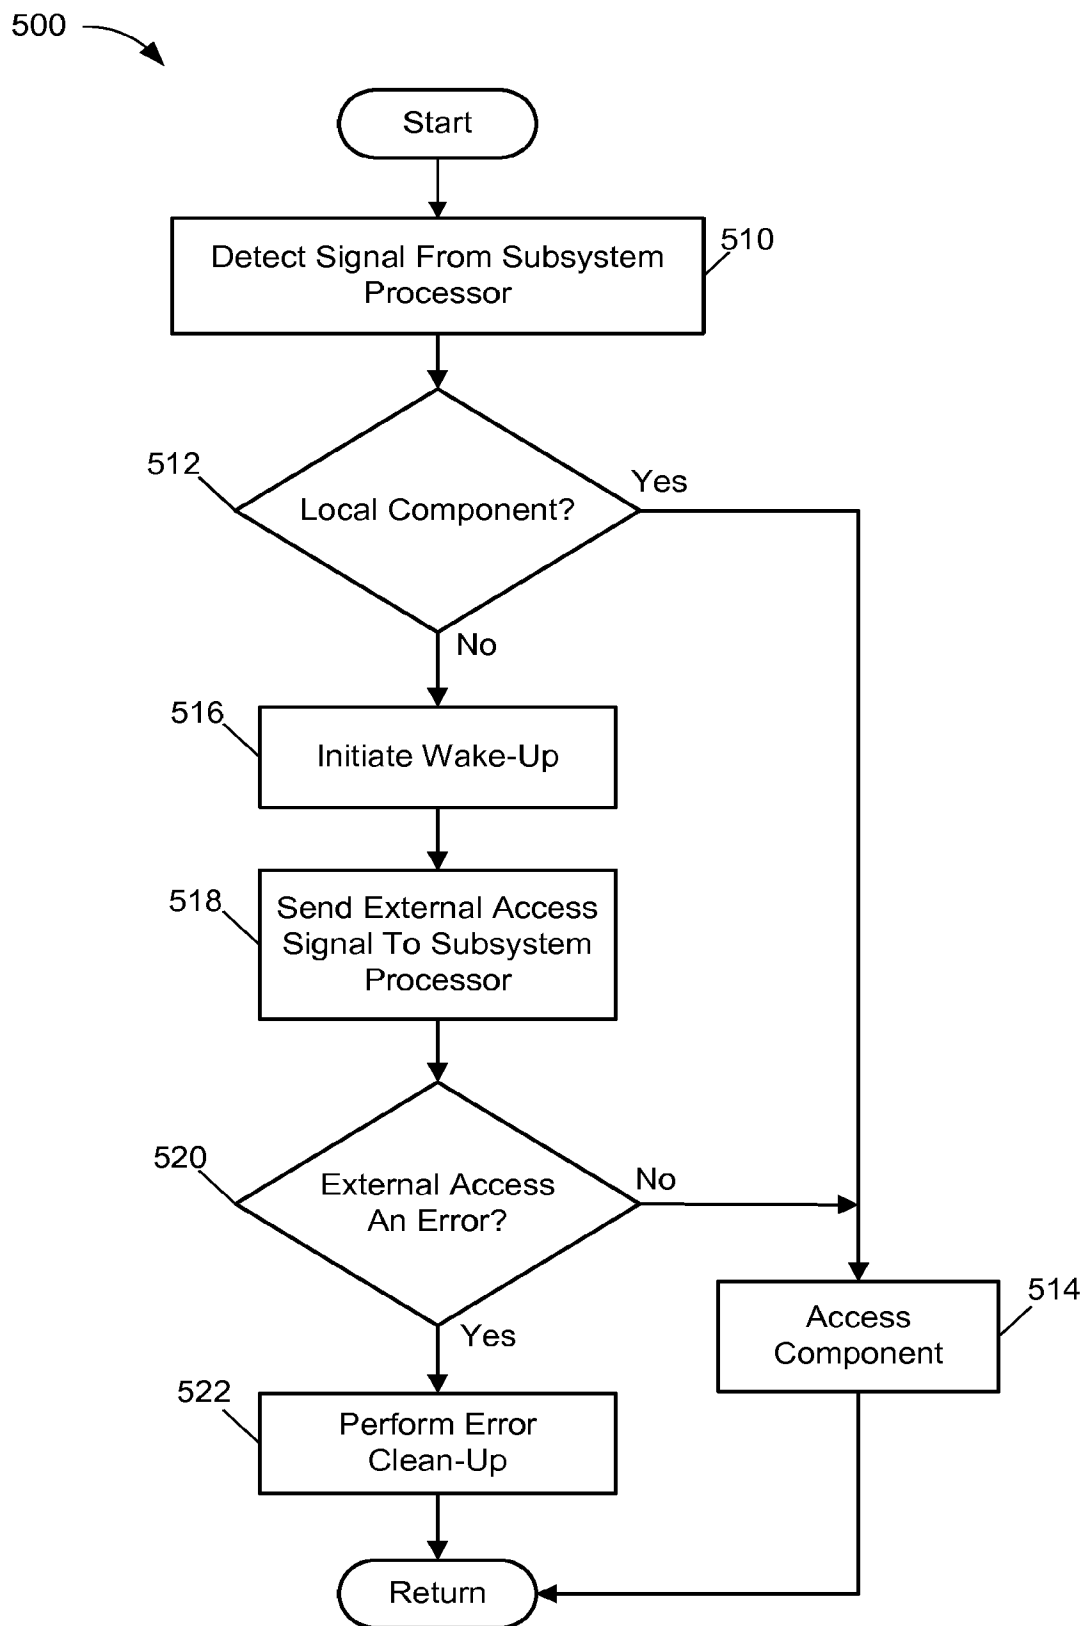 500
Start
Detect Signal From Subsystem
Processor
510
512
Local Component?
Yes
No
516
Initiate Wake-Up
518
Send External Access
Signal To Subsystem
Processor
520
External Access
An Error?
No
Yes
514
Access
Component
522
Perform Error
Clean-Up
Return